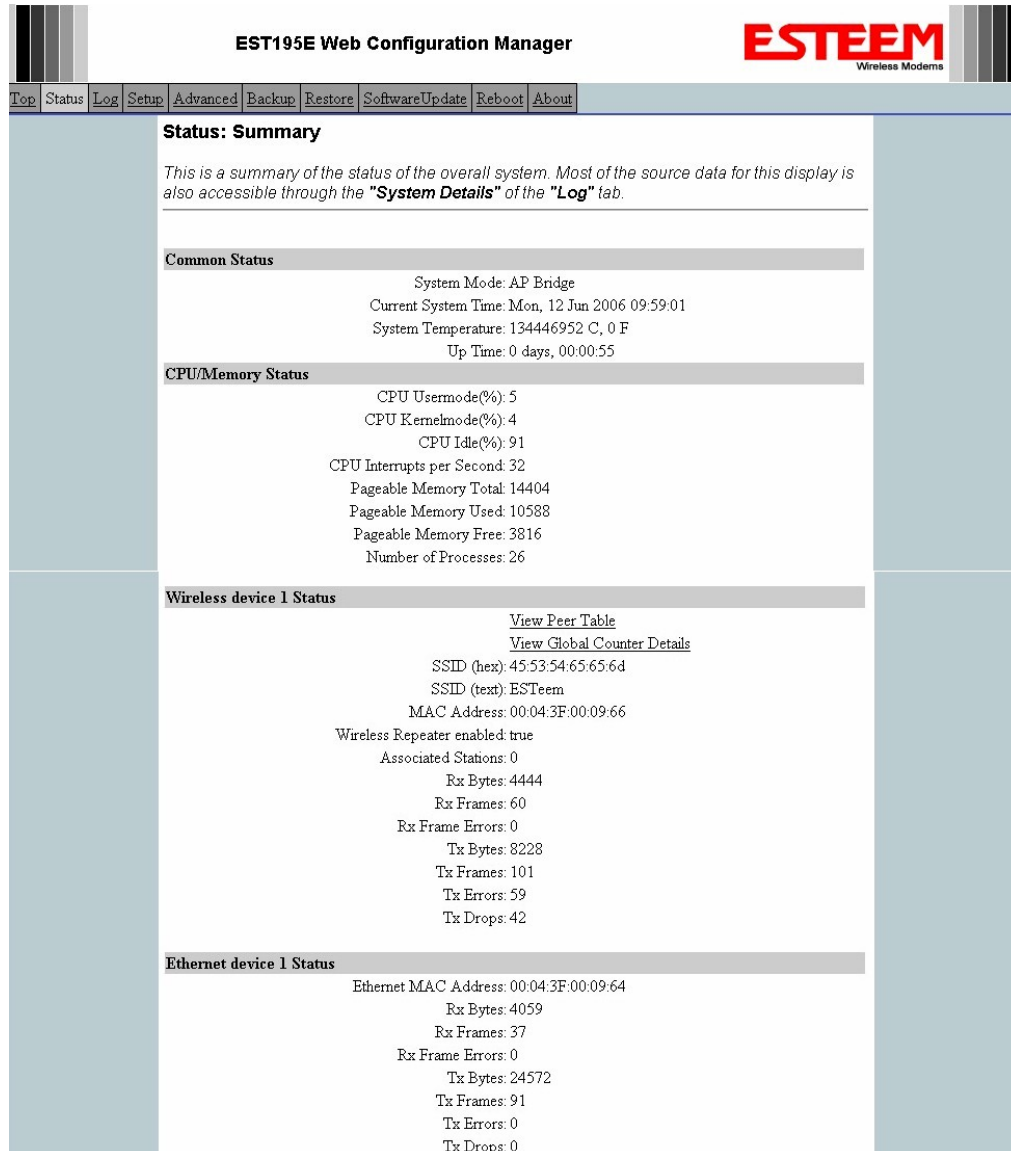 EST195E Web Configuration Manager
ESTEEM
Wireless Modems
Top Status Log Setup Advanced Backup Restore SoftwareUpdate Reboot About
Status: Summary
This is a summary of the status of the overall system. Most of the source data for this display is
also accessible through the "System Details" of the "Log" tab.
Common Status
System Mode: AP Bridge
Current System Time: Mon, 12 Jun 2006 09:59:01
System Temperature: 134446952 C, 0 F
Up Time: 0 days, 00:00:55
CPU/Memory Status
CPU Usermode(%): 5
CPU Kernelmode(%): 4
CPU Idle(%): 91
CPU Interrupts per Second: 32
Pageable Memory Total: 14404
Pageable Memory Used: 10588
Pageable Memory Free: 3816
Number of Processes: 26
Wireless device 1 Status
View Peer Table
View Global Counter Details
SSID (hex): 45:53:54:65:65:6d
SSID (text): ESTeem
MAC Address: 00:04:3F:00:09:66
Wireless Repeater enabled: true
Associated Stations: 0
Rx Bytes: 4444
Rx Frames: 60
Rx Frame Errors: 0
Tx Bytes: 8228
Tx Frames: 101
Tx Errors: 59
Tx Drops: 42
Ethernet device 1 Status
Ethernet MAC Address: 00:04:3F:00:09:64
Rx Bytes: 4059
Rx Frames: 37
Rx Frame Errors: 0
Tx Bytes: 24572
Tx Frames: 91
Tx Errors: 0
Tx Drops: 0